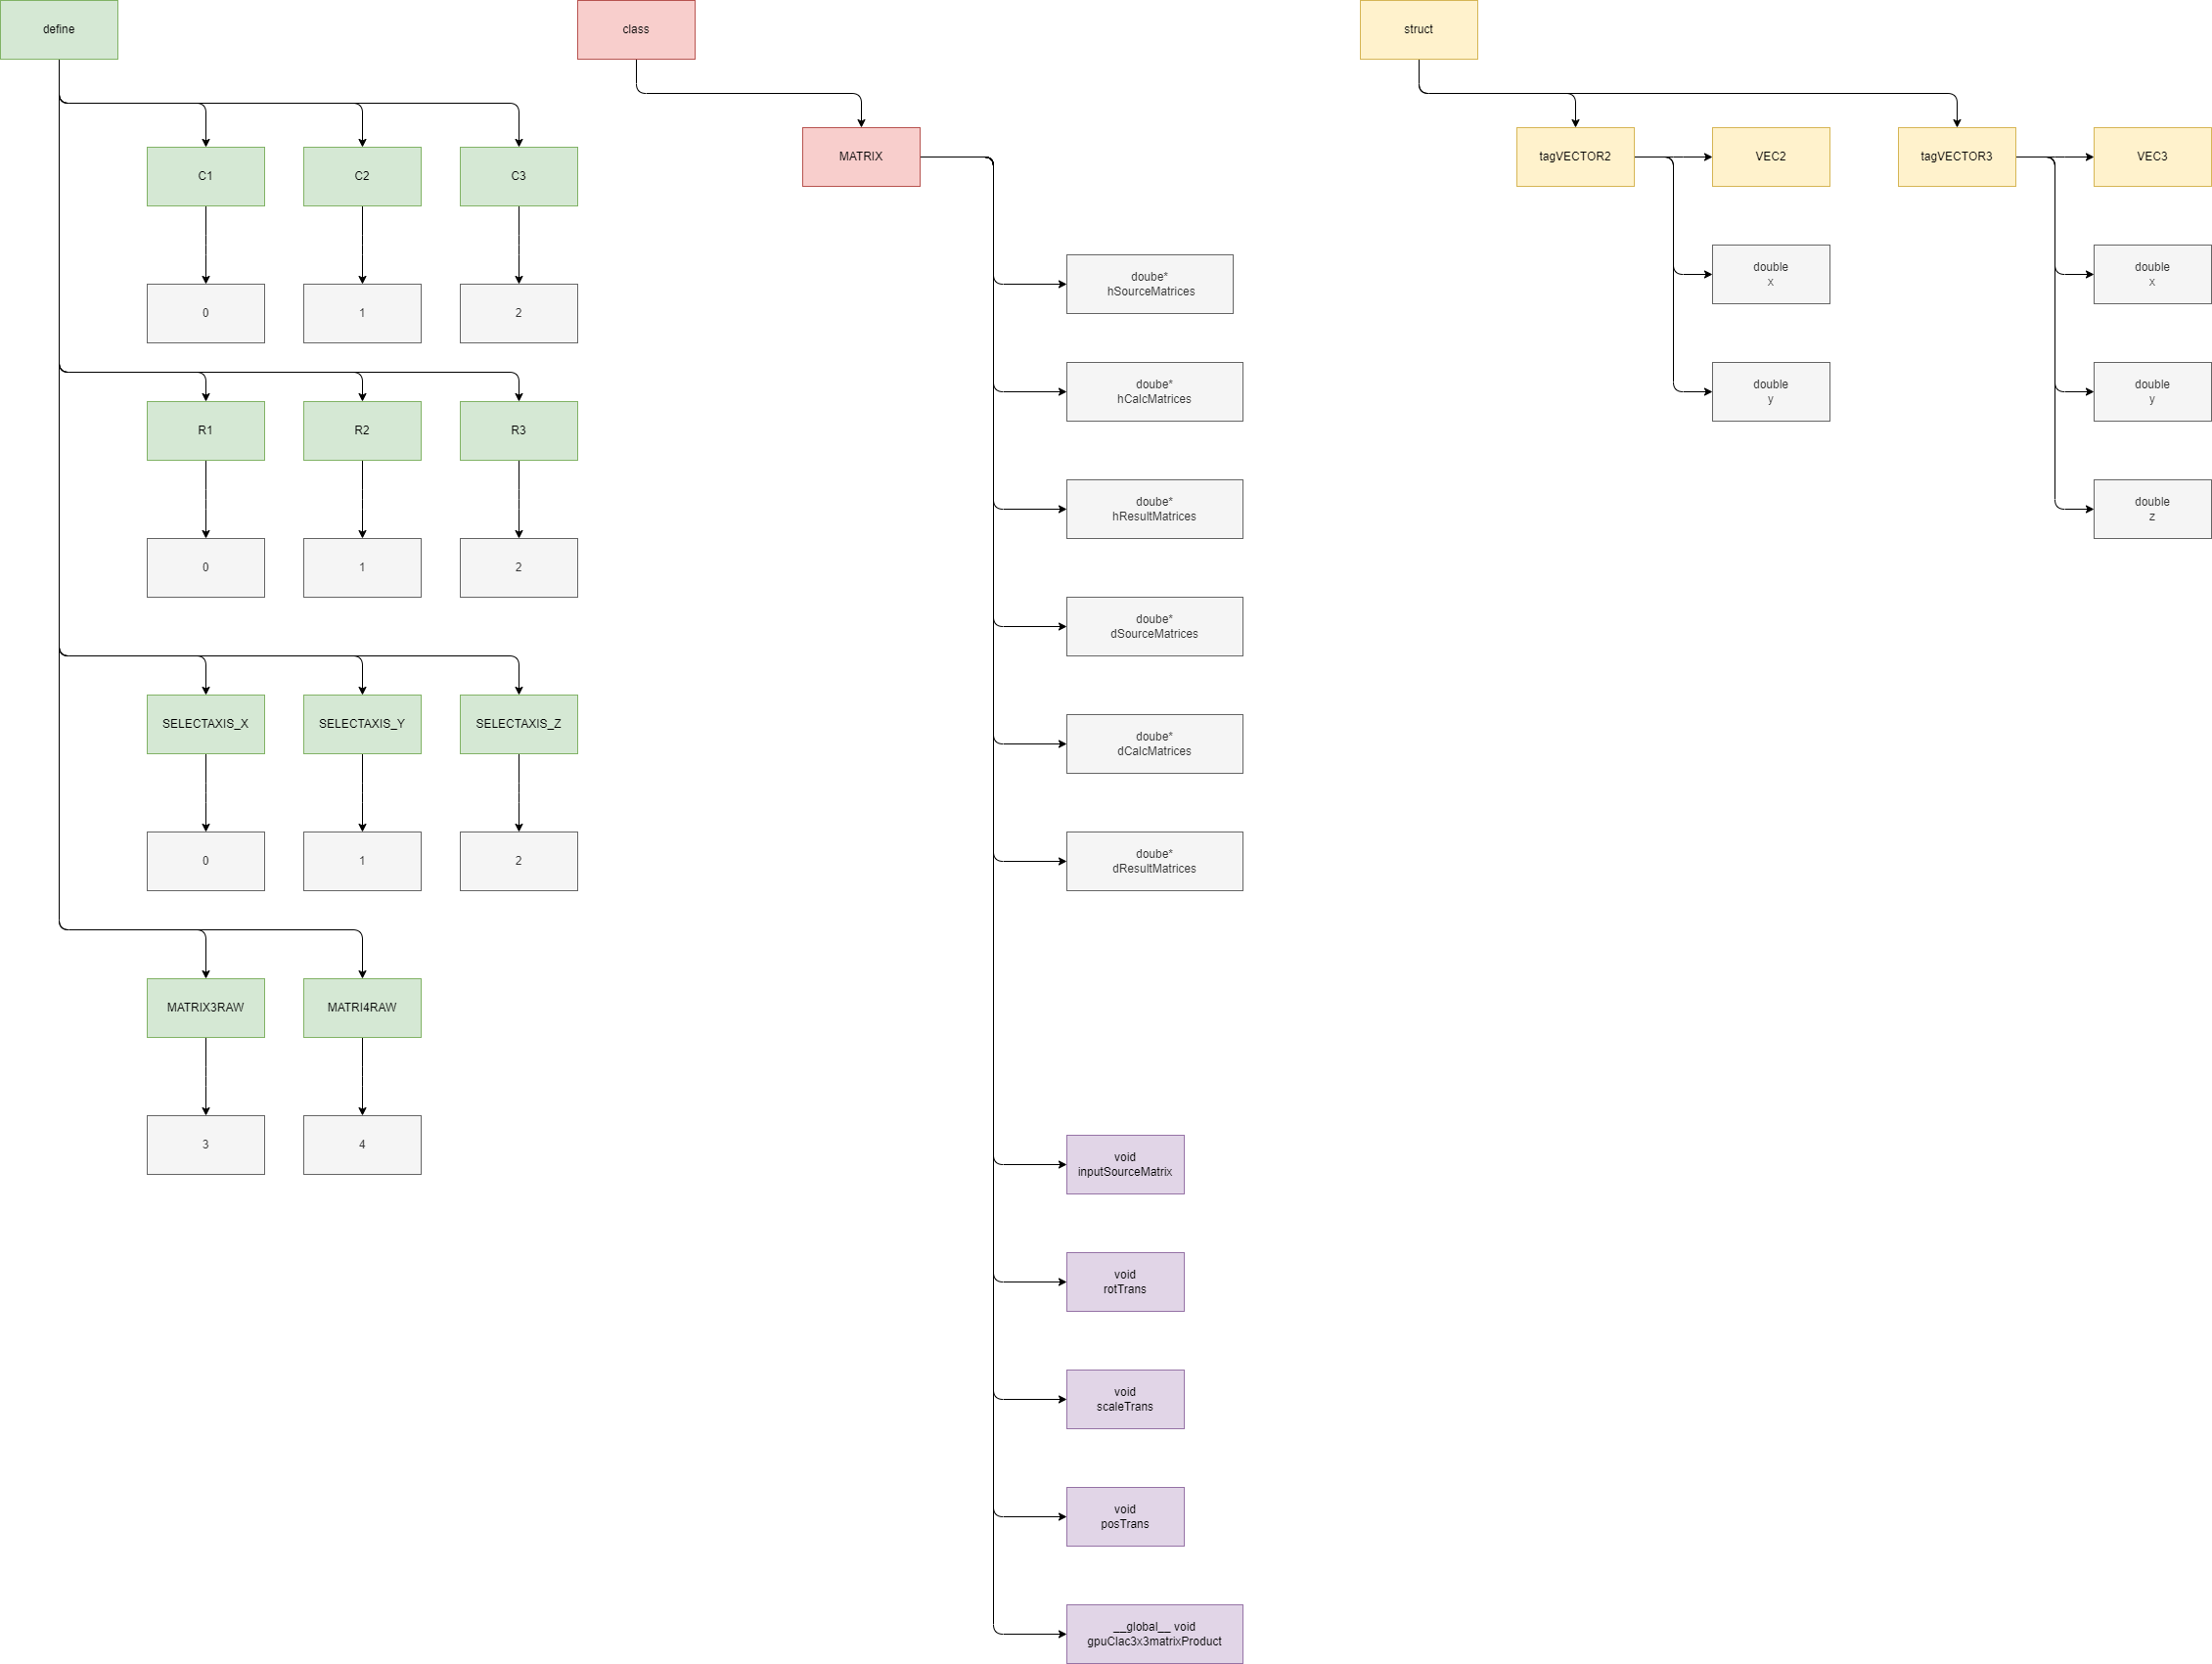 define
C1
C2
C3
0
1
2
R1
R2
R3
0
1
2
SELECTAXIS_X
SELECTAXIS_Y
SELECTAXIS_Z
0
1
2
MATRIX3RAW
MATRI4RAW
3
4
class
MATRIX
doube*
hSourceMatrices
doube*
hCalcMatrices
doube*
hResultMatrices
doube*
dSourceMatrices
doube*
dCalcMatrices
doube*
dResultMatrices
void
inputSourceMatrix
void
rotTrans
void
scaleTrans
void
posTrans
__global__ void
gpuClac3x3matrixProduct
struct
tagVECTOR2
VEC2
double
x
double
y
tagVECTOR3
VEC3
double
x
double
y
double
z